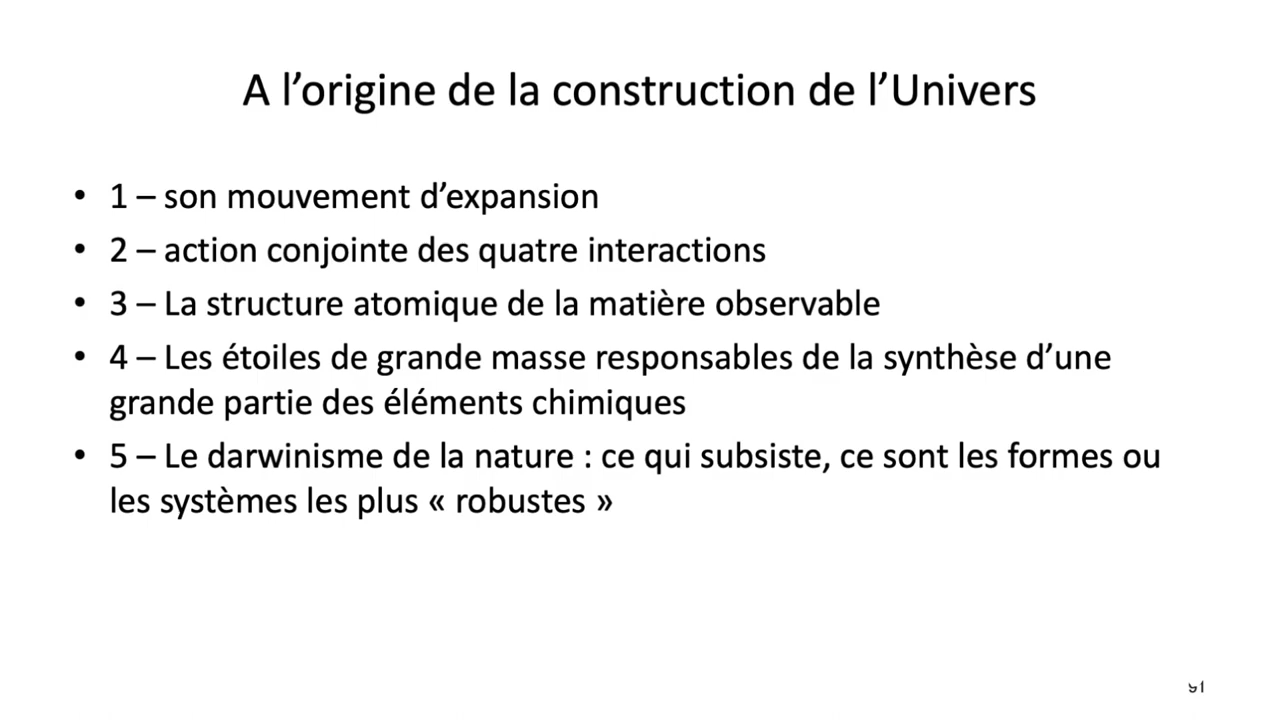 A l’origine de la construction de l’Univers
• 1 – son mouvement d’expansion
• 2 – action conjointe des quatre interactions
• 3 – La structure atomique de la matière observable
• 4 – Les étoiles de grande masse responsables de la synthèse d’une
grande partie des éléments chimiques
• 5 – Le darwinisme de la nature : ce qui subsiste, ce sont les formes ou
les systèmes les plus « robustes »
91